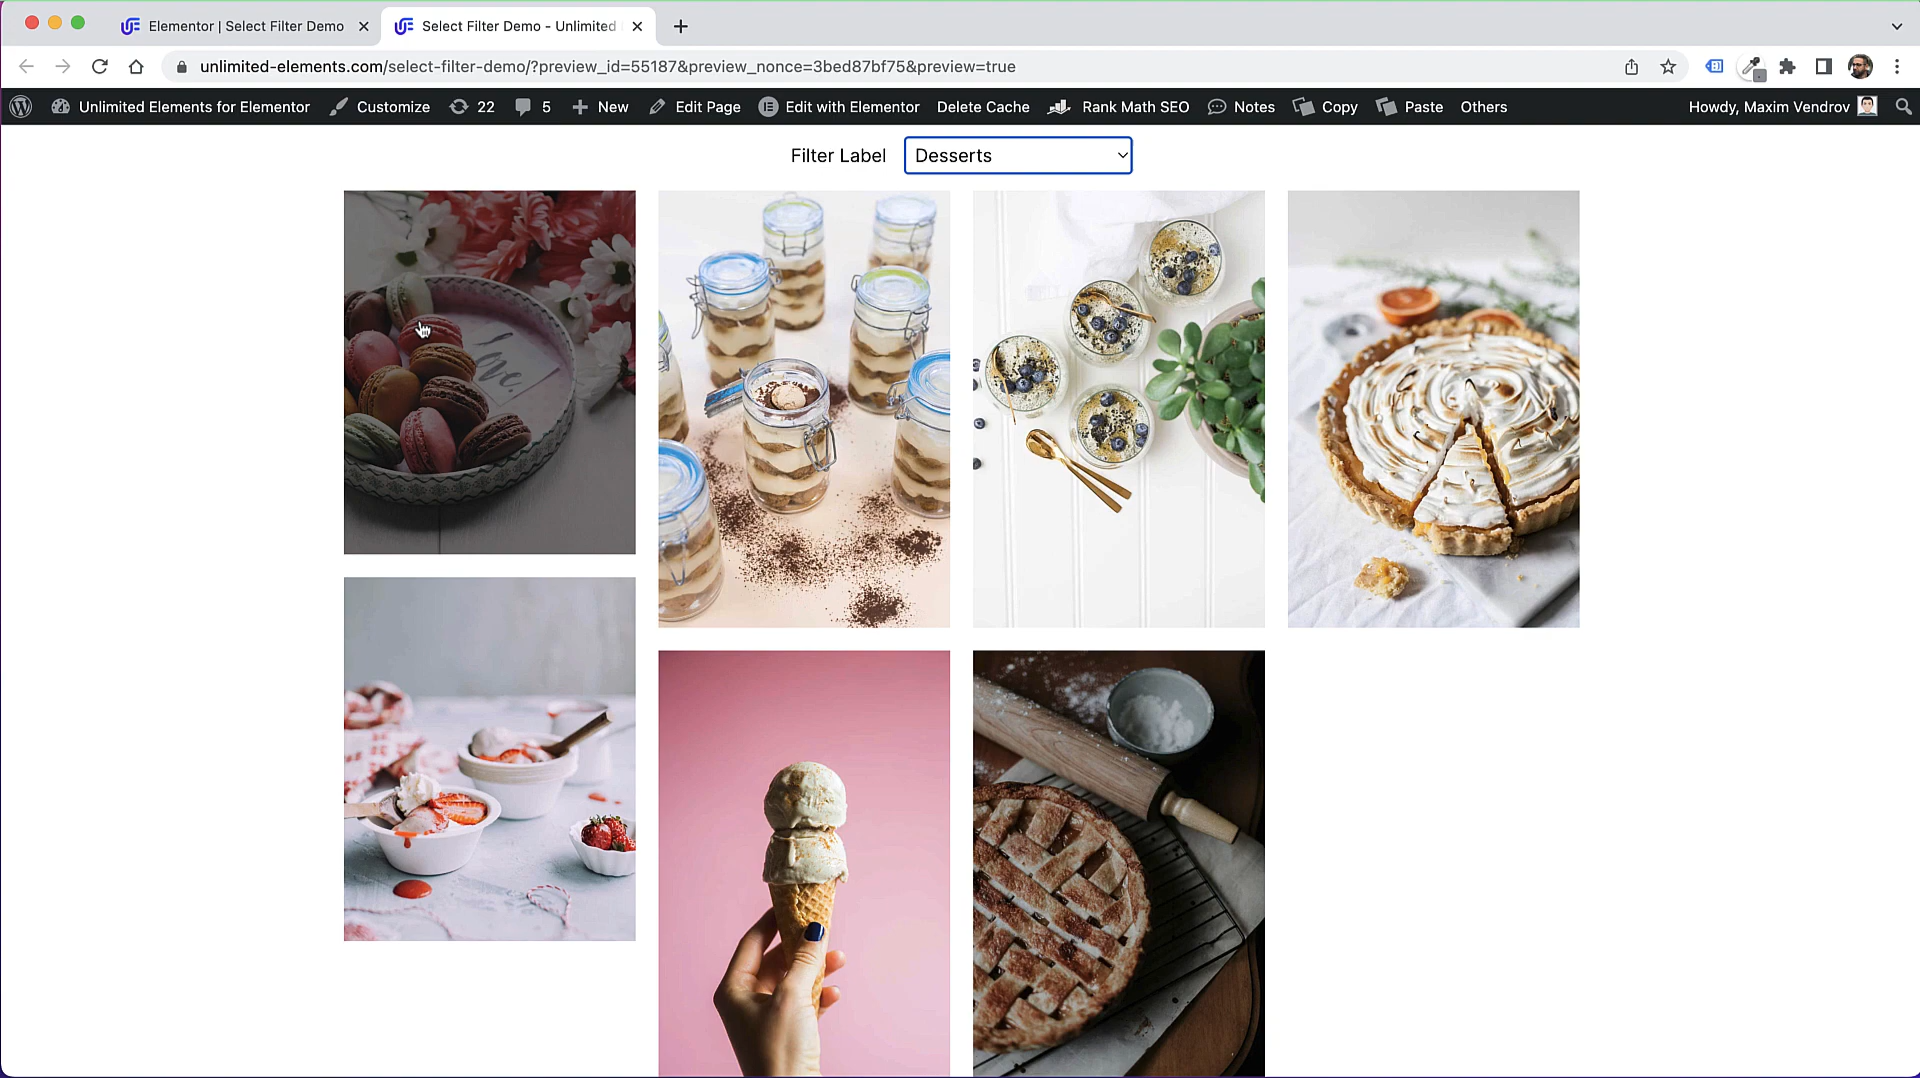 Elementor | Select Filter Demo
Select Filter Demo - Unlimited
unlimited-elements.com/select-filter-demo/?preview_id=55187&preview_nonce=3bed87bf75&preview=true
Unlimited Elements for Elementor Customize 22 5 New Edit Page Edit with Elementor Delete Cache Rank Math SEO Notes Copy Paste Others Howdy, Maxim Vendrov
Filter Label Desserts
love.